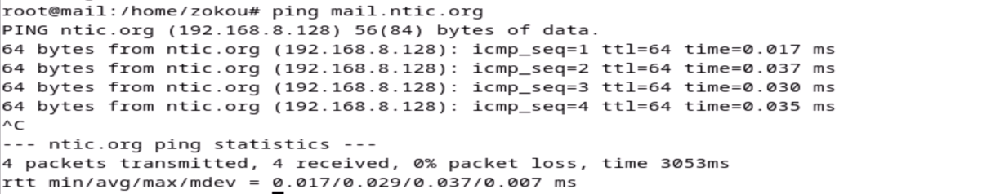 root@mail:/home/zokou# ping mail.ntic.org
PING ntic.org (192.168.8.128) 56(84) bytes of data.
64 bytes from ntic.org (192.168.8.128): icmp_seq=1 ttl=64 time=0.017 ms
64 bytes from ntic.org (192.168.8.128): icmp_seq=2 ttl=64 time=0.037 ms
64 bytes from ntic.org (192.168.8.128): icmp_seq=3 ttl=64 time=0.030 ms
64 bytes from ntic.org (192.168.8.128): icmp_seq=4 ttl=64 time=0.035 ms
^C
--- ntic.org ping statistics ---
4 packets transmitted, 4 received, 0% packet loss, time 3053ms
rtt min/avg/max/mdev = 0.017/0.029/0.037/0.007 ms